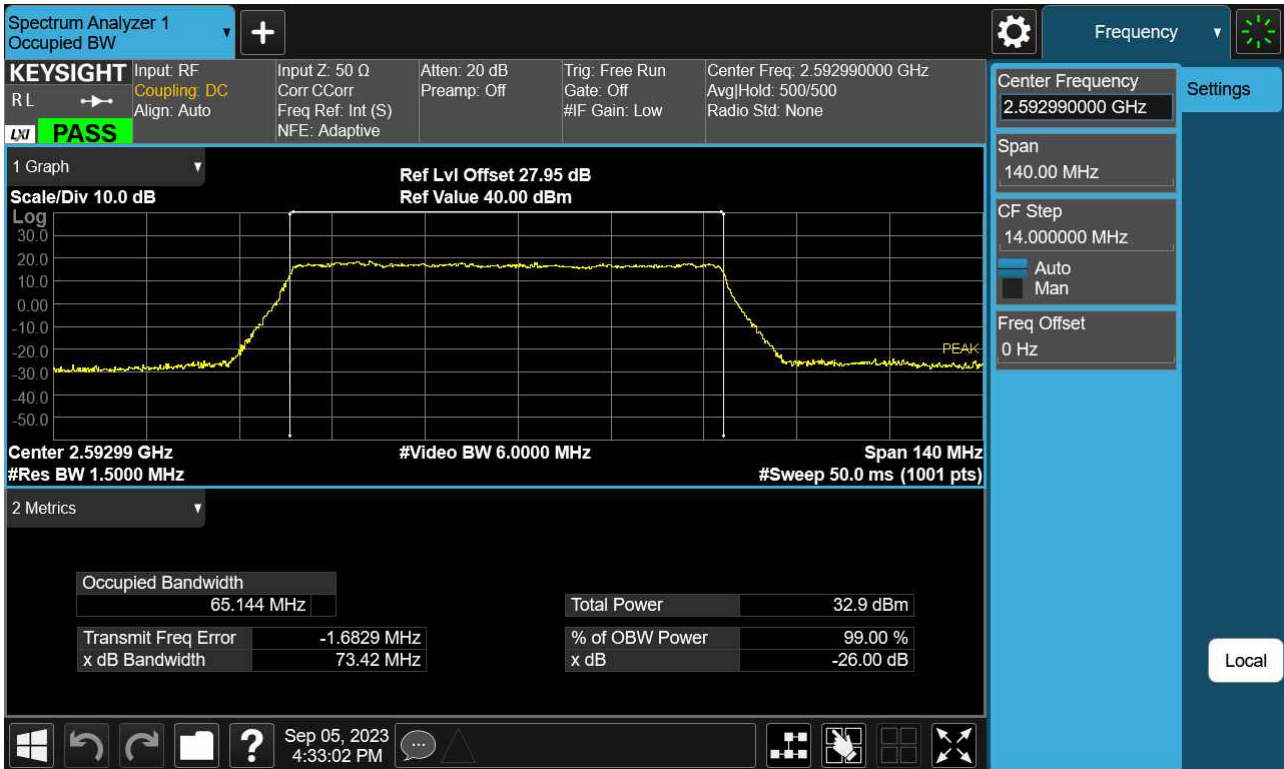 Spectrum Analyzer 1
Occupied BW
+
Frequency
KEYSIGHT
R L
LXI PASS
Input: RF
Coupling: DC
Align: Auto
Input Z: 50 Ω
Corr CCorr
Freq Ref: Int (S)
NFE: Adaptive
Atten: 20 dB
Preamp: Off
Trig: Free Run
Gate: Off
#IF Gain: Low
Center Freq: 2.592990000 GHz
Avg|Hold: 500/500
Radio Std: None
Center Frequency
2.592990000 GHz
Settings
Span
140.00 MHz
CF Step
14.000000 MHz
Auto
Man
Freq Offset
0 Hz
1 Graph
Scale/Div 10.0 dB
Ref Lvl Offset 27.95 dB
Ref Value 40.00 dBm
Log
30.0
20.0
10.0
0.00
-10.0
-20.0
-30.0
-40.0
-50.0
PEAK
Center 2.59299 GHz
#Video BW 6.0000 MHz
Span 140 MHz
#Res BW 1.5000 MHz
#Sweep 50.0 ms (1001 pts)
2 Metrics
Occupied Bandwidth
65.144 MHz
Total Power 32.9 dBm
Transmit Freq Error -1.6829 MHz
% of OBW Power 99.00 %
x dB Bandwidth 73.42 MHz
x dB -26.00 dB
Local
?
Sep 05, 2023
4:33:02 PM